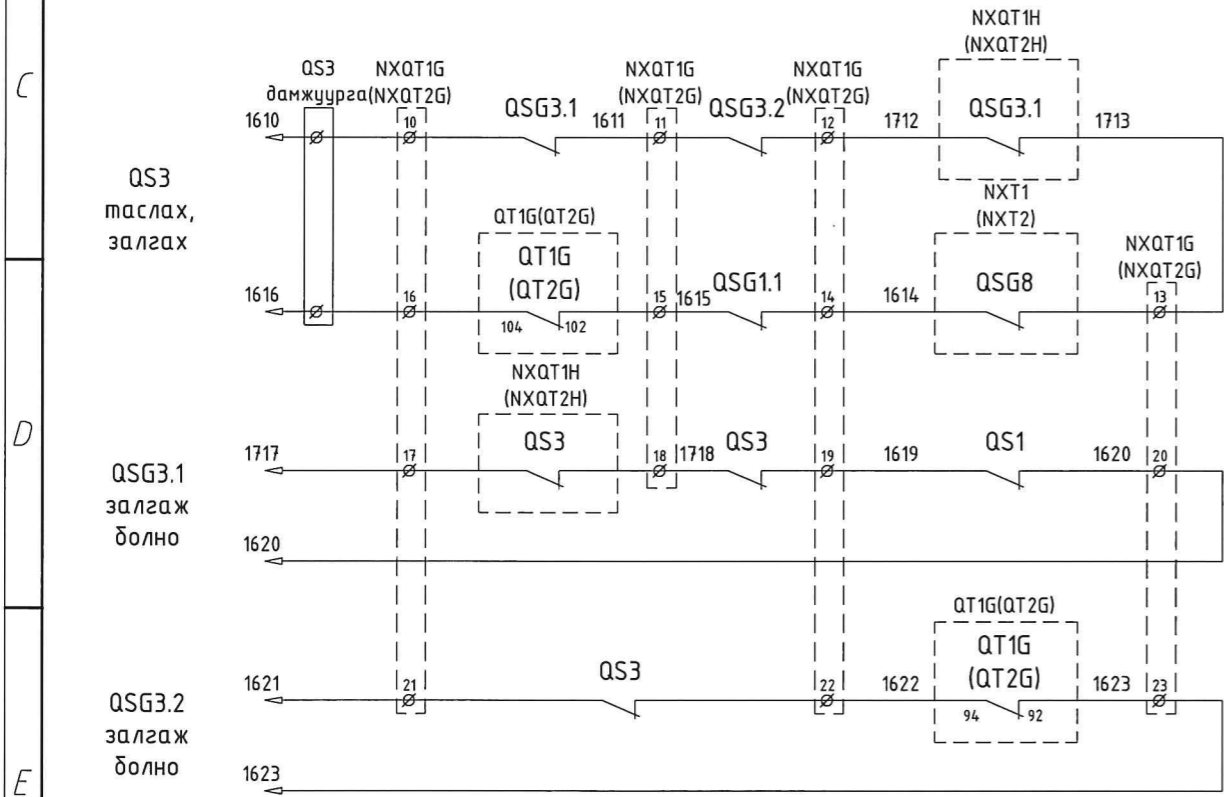 C
NXQT1H
(NXQT2H)
QS3
дамжуурга
NXQT1G
(NXQT2G)
NXQT1G
(NXQT2G)
NXQT1G
(NXQT2G)
1610
10
QSG3.1
1611
11
QSG3.2
12
1712
QSG3.1
1713
QS3
таслах,
залгах
QT1G(QT2G)
NXT1
(NXT2)
NXQT1G
(NXQT2G)
1616
16
QT1G
(QT2G)
104
102
15
1615
QSG1.1
14
1614
QSG8
13
D
NXQT1H
(NXQT2H)
QSG3.1
залгаж
болно
1717
17
QS3
18
1718
QS3
19
1619
QS1
1620
20
1620
E
QT1G(QT2G)
QSG3.2
залгаж
болно
1621
21
QS3
22
1622
QT1G
(QT2G)
94
92
1623
23
1623